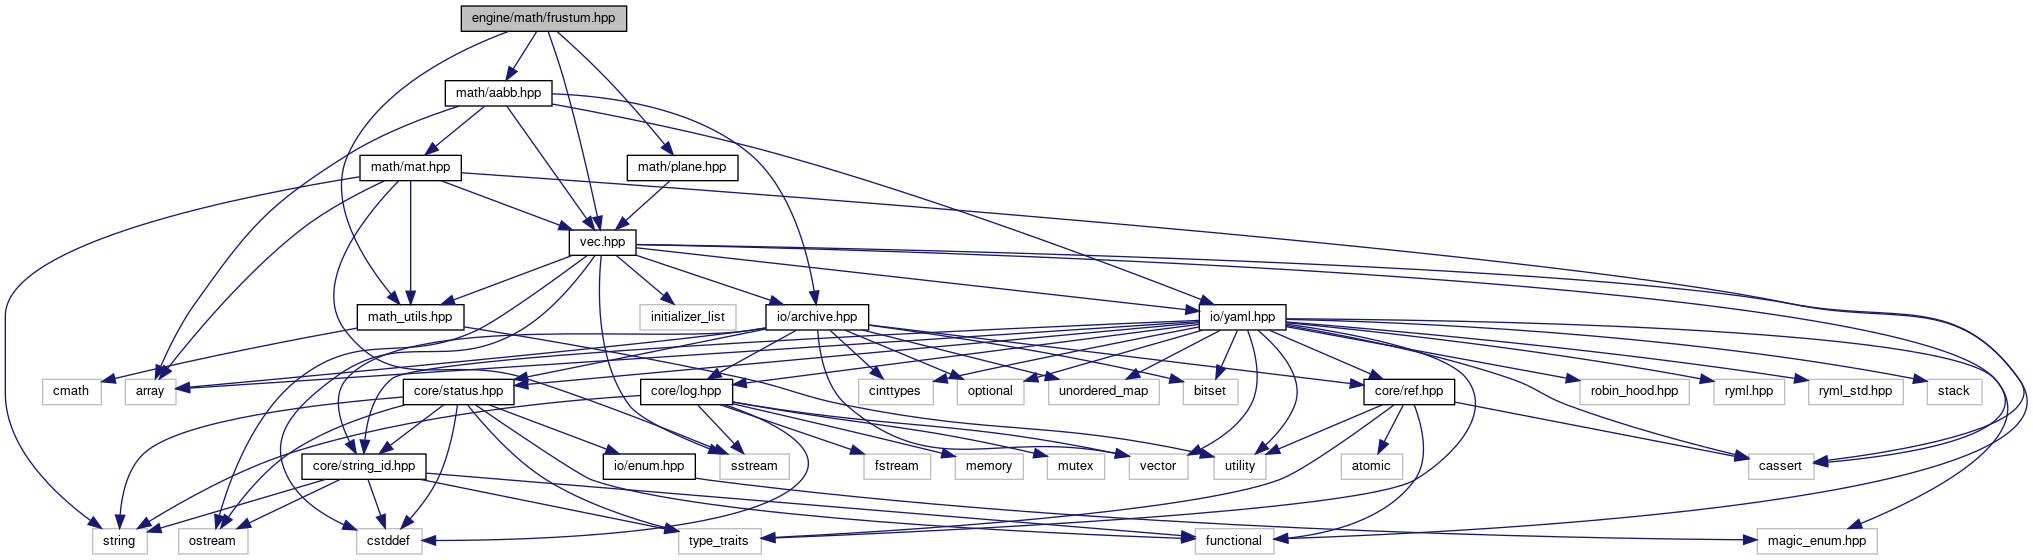 engine/math/frustum.hpp
math/aabb.hpp
math/mat.hpp
math/plane.hpp
vec.hpp
math_utils.hpp
initializer_list
io/archive.hpp
io/yaml.hpp
cmath
array
core/status.hpp
core/log.hpp
cinttypes
optional
unordered_map
bitset
core/ref.hpp
robin_hood.hpp
ryml.hpp
ryml_std.hpp
stack
core/string_id.hpp
io/enum.hpp
sstream
fstream
memory
mutex
vector
utility
atomic
cassert
string
ostream
cstddef
type_traits
functional
magic_enum.hpp